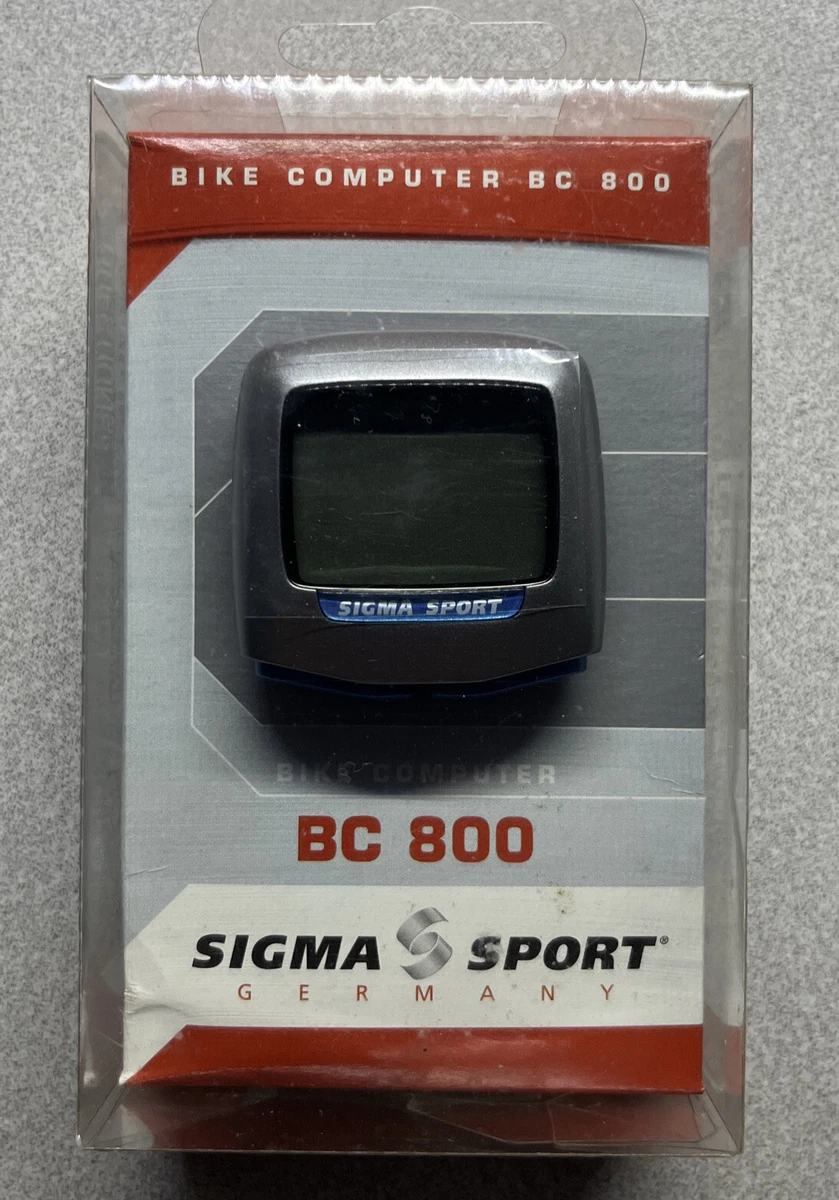 BIKE COMPUTER BC 800
SIGMA SPORT
BIKE COMPUTER
BC 800
SIGMA SPORT®
GERMANY